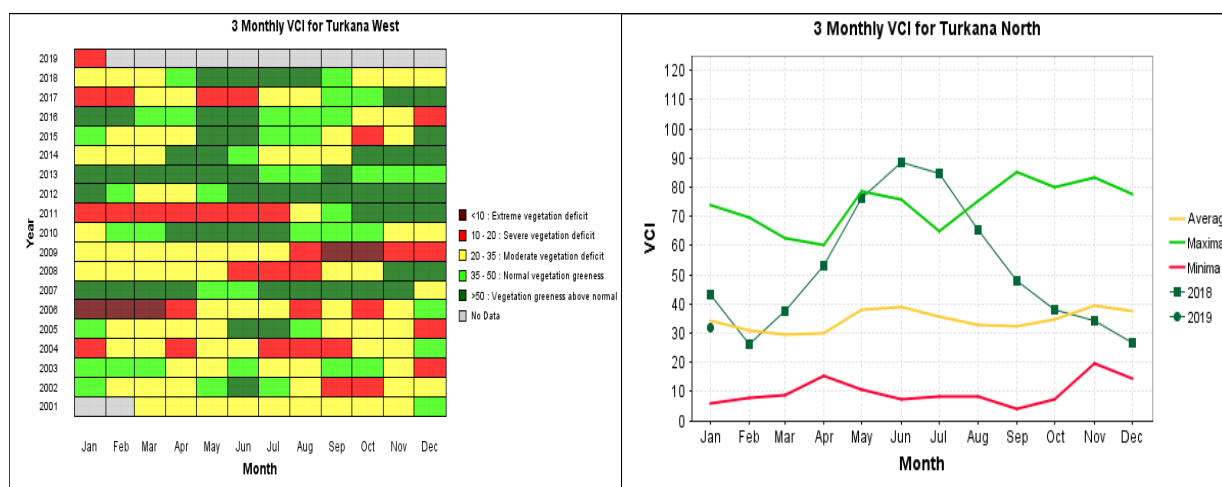 3 Monthly VCI for Turkana West
2019
2018
2017
2016
2015
2014
2013
2012
2011
2010
2009
2008
2007
2006
2005
2004
2003
2002
2001
Year
Jan Feb Mar Apr May Jun Jul Aug Sep Oct Nov Dec
Month
<10 : Extreme vegetation deficit
10 - 20 : Severe vegetation deficit
20 - 35 : Moderate vegetation deficit
35 - 50 : Normal vegetation greeness
>50 : Vegetation greeness above normal
No Data
3 Monthly VCI for Turkana North
VCI
120
110
100
90
80
70
60
50
40
30
20
10
0
Jan Feb Mar Apr May Jun Jul Aug Sep Oct Nov Dec
Month
Averag
Maxima
Minima
2018
2019